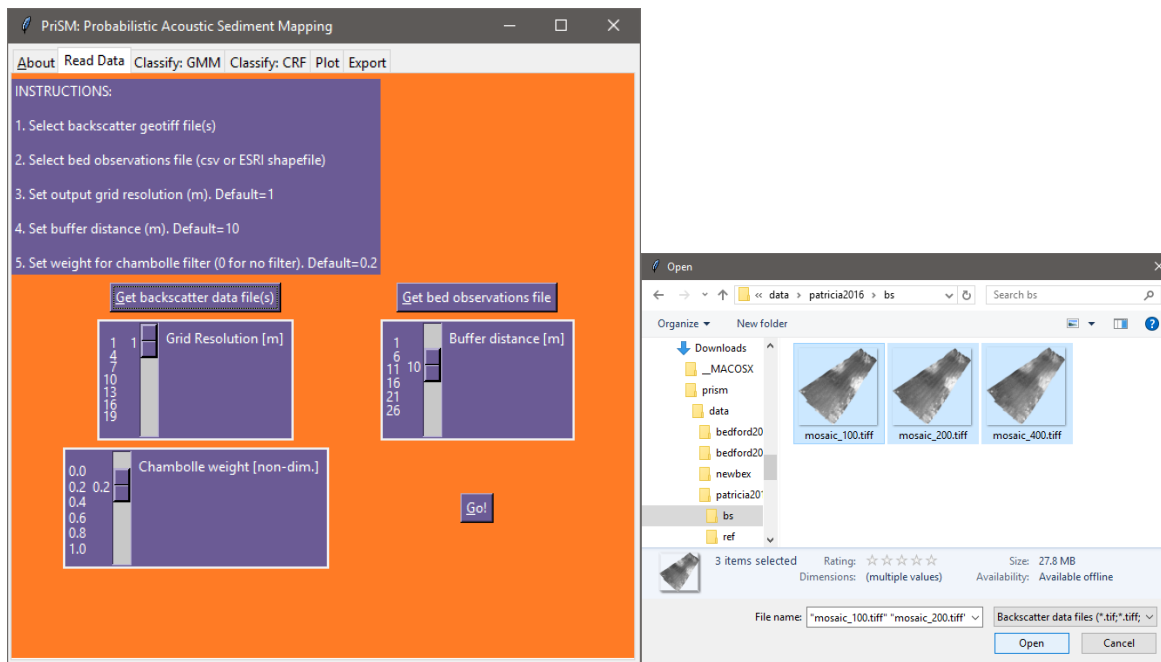 PriSM: Probabilistic Acoustic Sediment Mapping
About Read Data Classify: GMM Classify: CRF Plot Export
INSTRUCTIONS:
1. Select backscatter geotiff file(s)
2. Select bed observations file (csv or ESRI shapefile)
3. Set output grid resolution (m). Default=1
4. Set buffer distance (m). Default=10
5. Set weight for chambolle filter (0 for no filter). Default=0.2
Get backscatter data file(s)
Get bed observations file
1
4
7
10
13
16
19
1
Grid Resolution [m]
1
6
11
16
21
26
10
Buffer distance [m]
0.0
0.2
0.4
0.6
0.8
1.0
0.2
Chambolle weight [non-dim.]
Go!
Open
« data › patricia2016 › bs
Search bs
Organize
New folder
Downloads
__MACOSX
prism
data
bedford20
bedford20
newbex
patricia201
bs
ref
mosaic_100.tiff
mosaic_200.tiff
mosaic_400.tiff
3 items selected
Rating:
Dimensions: (multiple values)
Size: 27.8 MB
Availability: Available offline
File name: "mosaic_100.tiff" "mosaic_200.tiff"
Backscatter data files (*.tif;*.tiff;
Open
Cancel